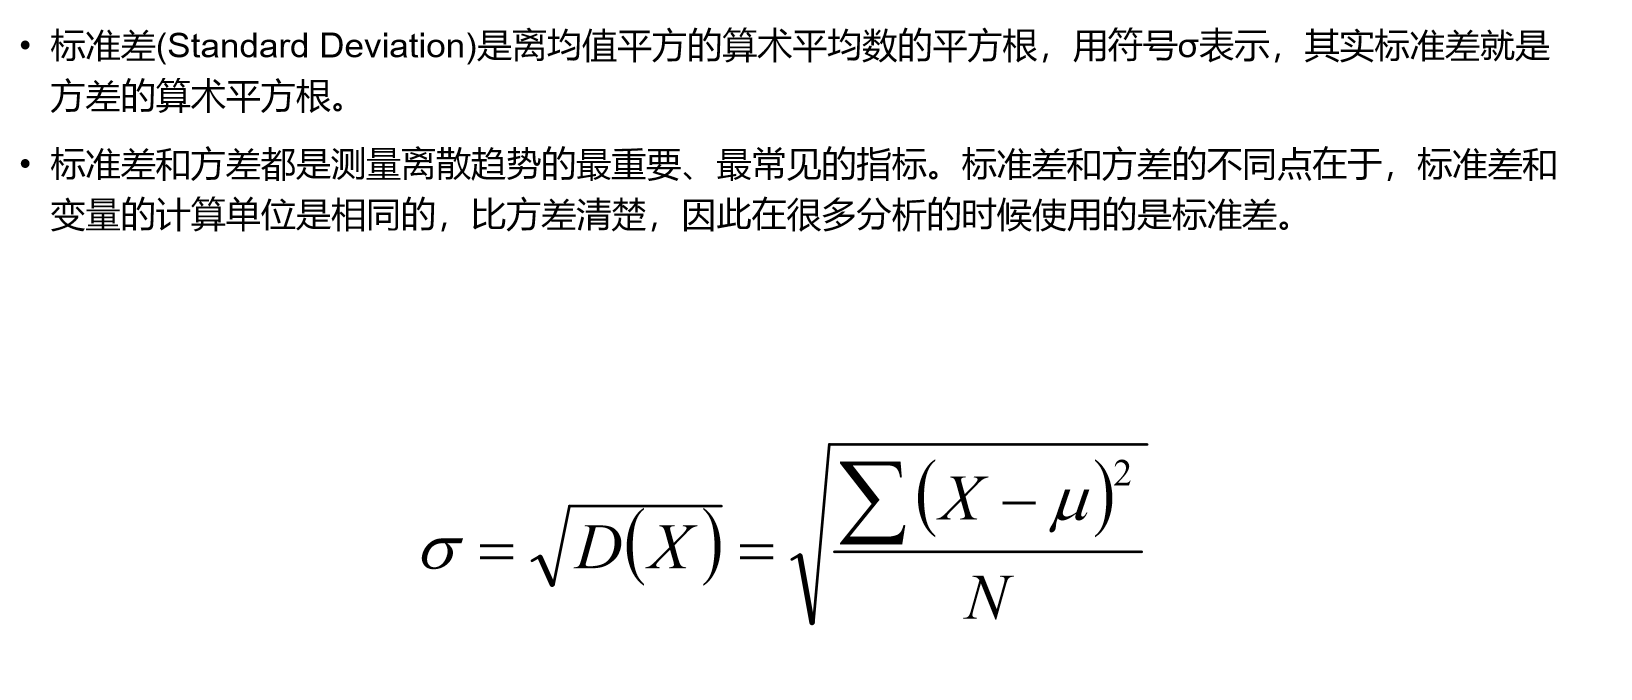 • 标准差(Standard Deviation)是离均值平方的算术平均数的平方根，用符号σ表示，其实标准差就是
方差的算术平方根。
• 标准差和方差都是测量离散趋势的最重要、最常见的指标。标准差和方差的不同点在于，标准差和
变量的计算单位是相同的，比方差清楚，因此在很多分析的时候使用的是标准差。
σ = √D(X) = √(∑(X − μ)² / N)